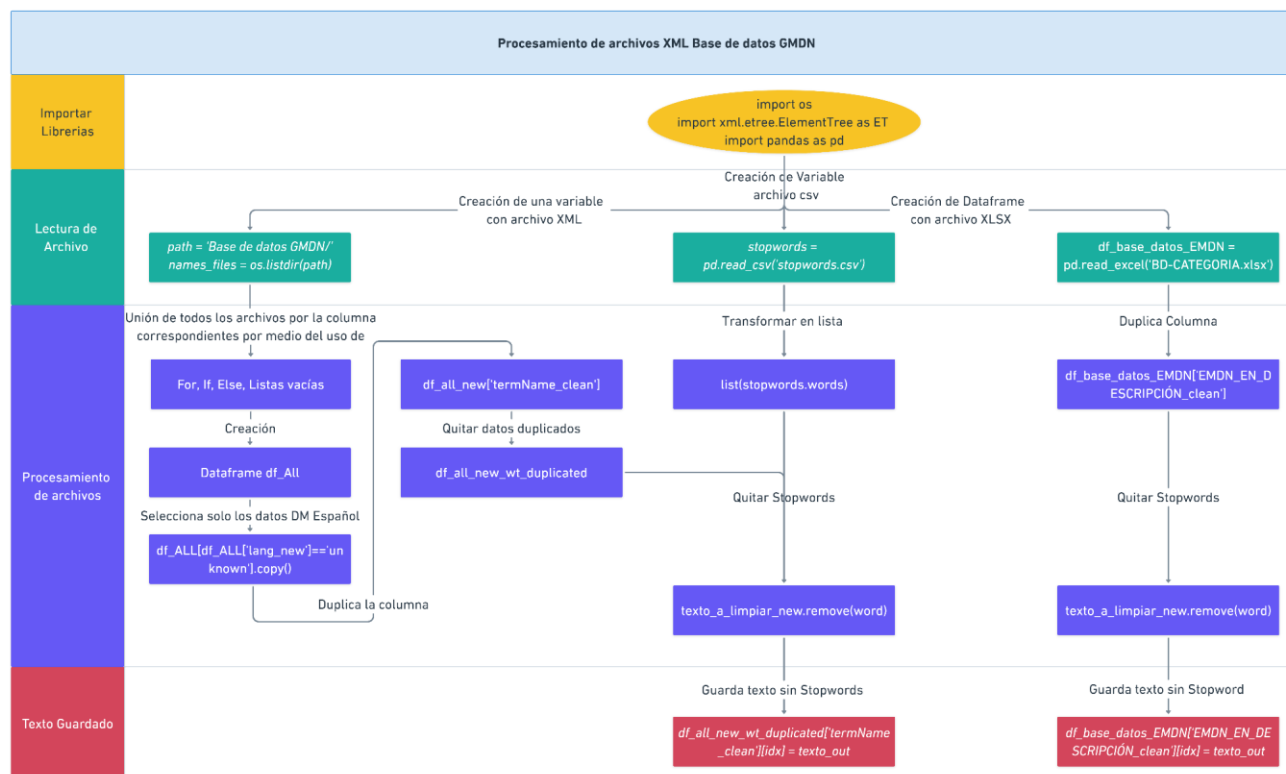 Procesamiento de archivos XML Base de datos GMDN
Importar
Librerias
import os
import xml.etree.ElementTree as ET
import pandas as pd
Lectura de
Archivo
Creación de una variable
con archivo XML
Creación de Variable
archivo csv
Creación de Dataframe
con archivo XLSX
path = 'Base de datos GMDN/'
names_files = os.listdir(path)
stopwords =
pd.read_csv('stopwords.csv')
df_base_datos_EMDN =
pd.read_excel('BD-CATEGORIA.xlsx')
Procesamiento
de archivos
Unión de todos los archivos por la columna
correspondientes por medio del uso de
Transformar en lista
Duplica Columna
For, If, Else, Listas vacías
df_all_new['termName_clean']
list(stopwords.words)
df_base_datos_EMDN['EMDN_EN_D
ESCRIPCIÓN_clean']
Creación
Quitar datos duplicados
Dataframe df_All
df_all_new_wt_duplicated
Quitar Stopwords
Quitar Stopwords
Selecciona solo los datos DM Español
df_ALL[df_ALL['lang_new']=='un
known'].copy()
Duplica la columna
texto_a_limpiar_new.remove(word)
texto_a_limpiar_new.remove(word)
Texto Guardado
Guarda texto sin Stopwords
Guarda texto sin Stopword
df_all_new_wt_duplicated['termName
_clean'][idx] = texto_out
df_base_datos_EMDN['EMDN_EN_DE
SCRIPCIÓN_clean'][idx] = texto_out